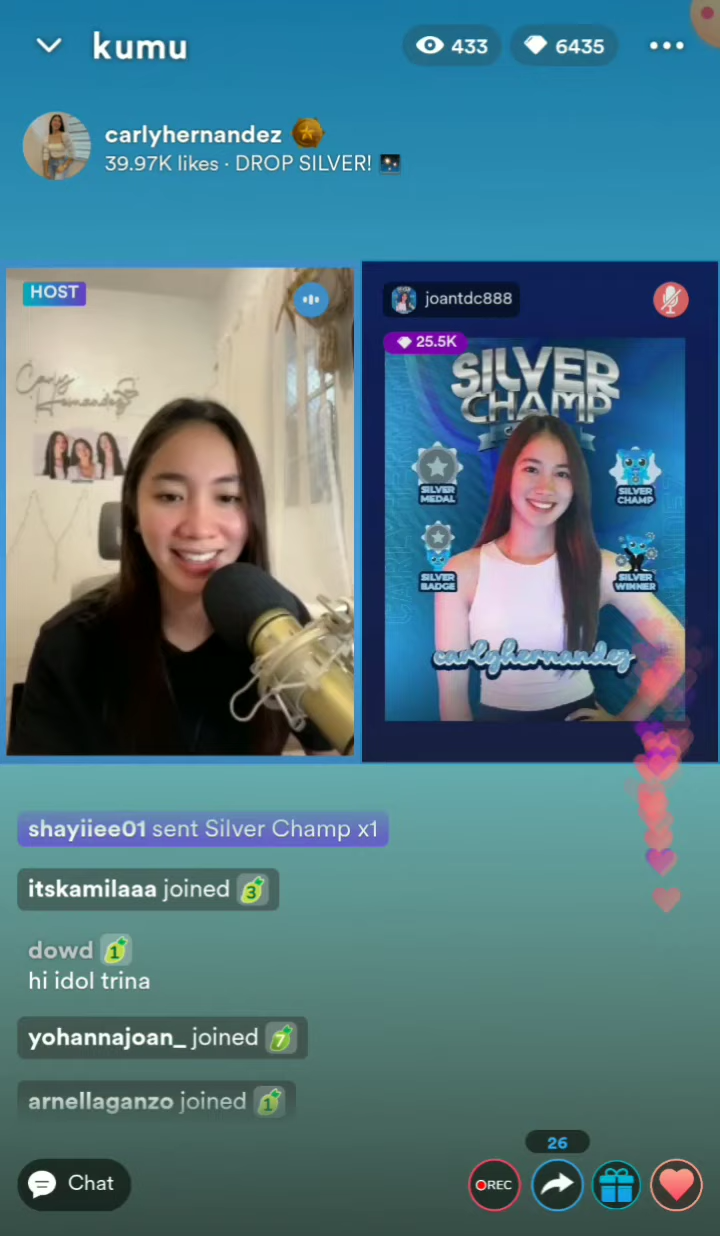 kumu
433
6435
carlyhernandez
39.97K likes · DROP SILVER!
HOST
Carly
Hernandez
joantdc888
25.5K
SILVER
CHAMP
SILVER
MEDAL
SILVER
CHAMP
SILVER
BADGE
SILVER
WINNER
carlyhernandez
shayiiee01 sent Silver Champ x1
itskamilaaa joined 3
dowd 1
hi idol trina
yohannajoan_ joined 7
arnellaganzo joined 1
26
Chat
REC